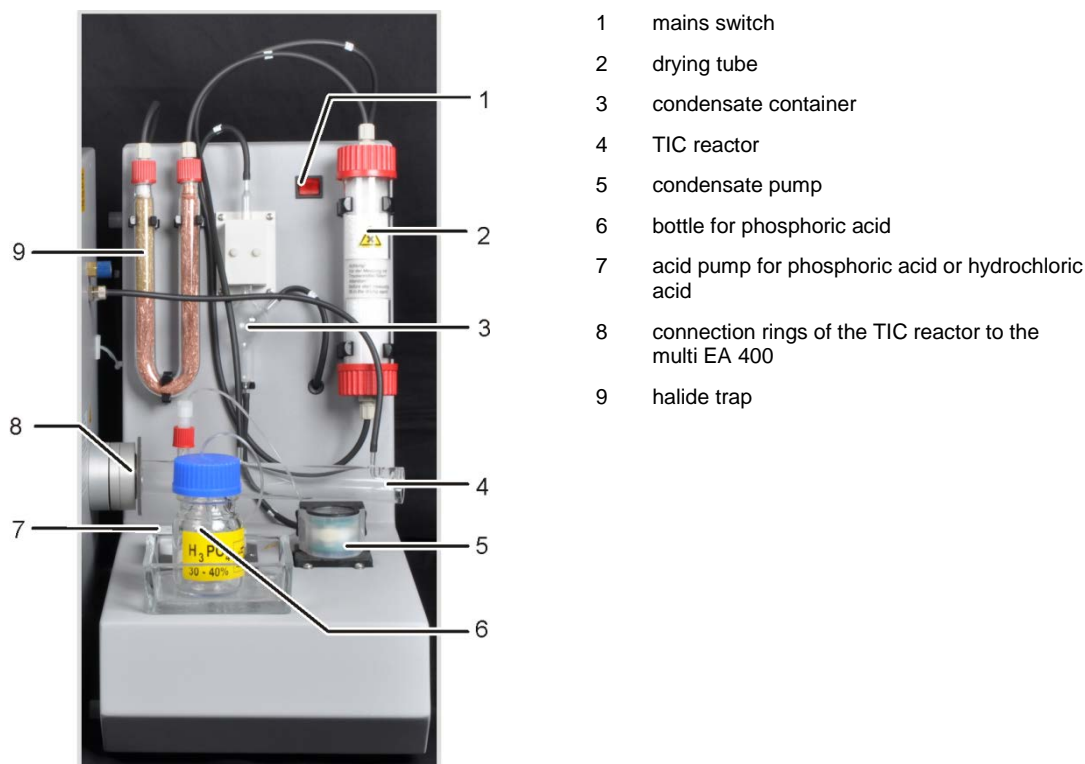 1 mains switch
2 drying tube
3 condensate container
4 TIC reactor
5 condensate pump
6 bottle for phosphoric acid
7 acid pump for phosphoric acid or hydrochloric
acid
8 connection rings of the TIC reactor to the
multi EA 400
9 halide trap
1
2
9
3
8
4
7
5
6
H3PO4
30 - 40%